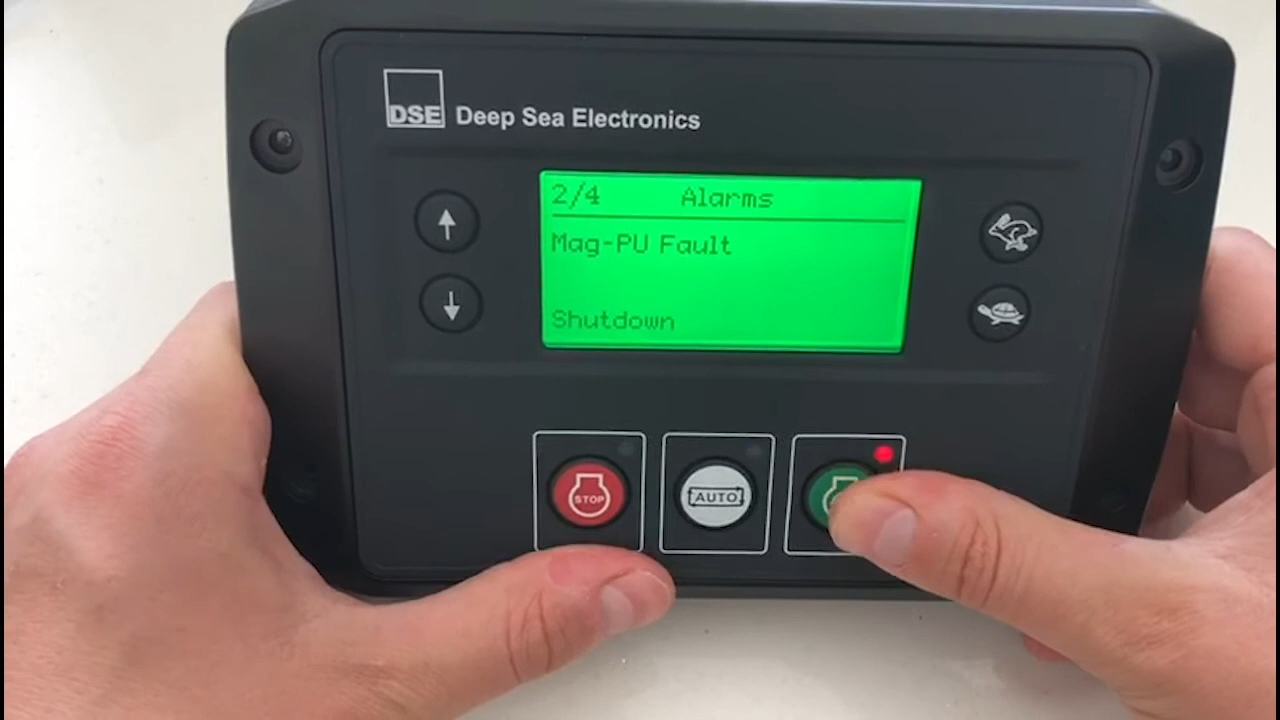 DSE Deep Sea Electronics
2/4 Alarms
Mag-PU Fault
Shutdown
STOP
AUTO